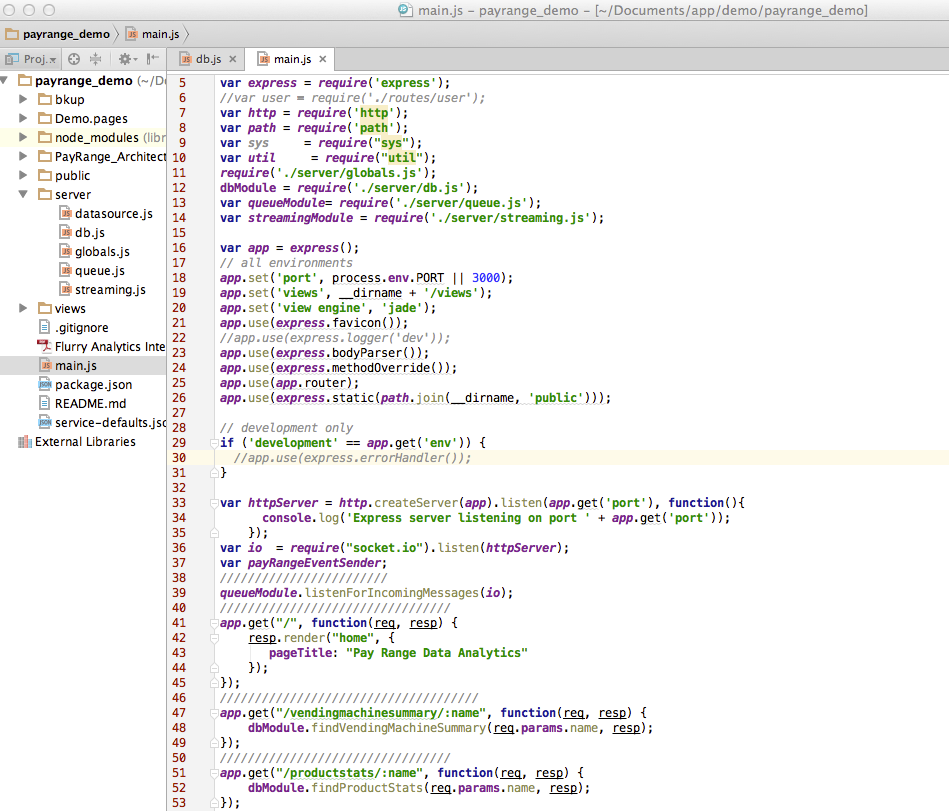 main.js - payrange_demo - [~/Documents/app/demo/payrange_demo]
payrange_demo
main.js
Proj..
db.js
main.js
payrange_demo (~/Do
bkup
Demo.pages
node_modules (libr
PayRange_Architect
public
server
datasource.js
db.js
globals.js
queue.js
streaming.js
views
.gitignore
Flurry Analytics Inte
main.js
package.json
README.md
service-defaults.jso
External Libraries
5 var express = require('express');
6 //var user = require('./routes/user');
7 var http = require('http');
8 var path = require('path');
9 var sys     = require("sys");
10 var util     = require("util");
11 require('./server/globals.js');
12 dbModule = require('./server/db.js');
13 var queueModule= require('./server/queue.js');
14 var streamingModule = require('./server/streaming.js');
15
16 var app = express();
17 // all environments
18 app.set('port', process.env.PORT || 3000);
19 app.set('views', __dirname + '/views');
20 app.set('view engine', 'jade');
21 app.use(express.favicon());
22 //app.use(express.logger('dev'));
23 app.use(express.bodyParser());
24 app.use(express.methodOverride());
25 app.use(app.router);
26 app.use(express.static(path.join(__dirname, 'public')));
27
28 // development only
29 if ('development' == app.get('env')) {
30   //app.use(express.errorHandler());
31 }
32
33 var httpServer = http.createServer(app).listen(app.get('port'), function(){
34       console.log('Express server listening on port ' + app.get('port'));
35     });
36 var io  = require("socket.io").listen(httpServer);
37 var payRangeEventSender;
38 ////////////////////////
39 queueModule.listenForIncomingMessages(io);
40 /////////////////////////////////
41 app.get("/", function(req, resp) {
42     resp.render("home", {
43        pageTitle: "Pay Range Data Analytics"
44     });
45 });
46 /////////////////////////////////////
47 app.get("/vendingmachinesummary/:name", function(req, resp) {
48     dbModule.findVendingMachineSummary(req.params.name, resp);
49 });
50 /////////////////////////////////
51 app.get("/productstats/:name", function(req, resp) {
52     dbModule.findProductStats(req.params.name, resp);
53 });